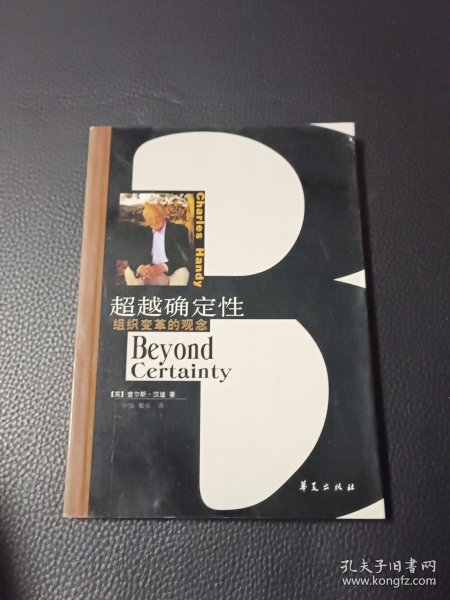 Charles Handy
超越确定性
组织变革的观念
Beyond
Certainty
【英】查尔斯·汉迪 著
译
华夏出版社
孔夫子旧书网
www.kongfz.com